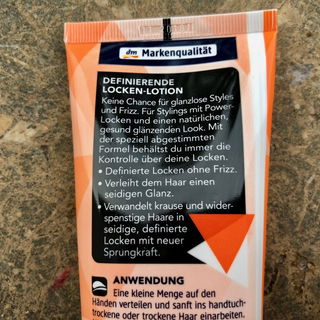 dm Markenqualität
DEFINIERENDE
LOCKEN-LOTION
Keine Chance für glanzlose Styles
und Frizz. Für Stylings mit Power-
Locken und einen natürlichen,
gesund glänzenden Look. Mit
der speziell abgestimmten
Formel behältst du immer die
Kontrolle über deine Locken.
• Definierte Locken ohne Frizz.
• Verleiht dem Haar einen
seidigen Glanz.
• Verwandelt krause und wider-
spenstige Haare in
seidige, definierte
Locken mit neuer
Sprungkraft.
ANWENDUNG
Eine kleine Menge auf den
Händen verteilen und sanft ins handtuch-
trockene oder trockene Haar einarbeiten.